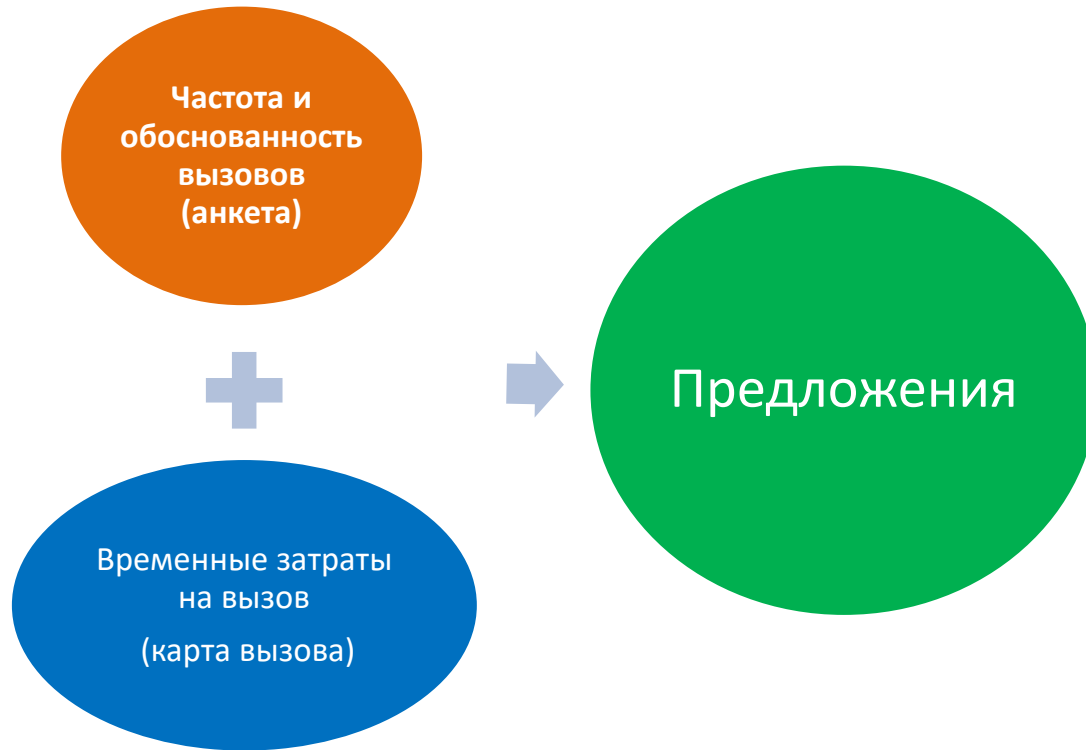 Частота и
обоснованность
вызовов
(анкета)
Временные затраты
на вызов
(карта вызова)
Предложения